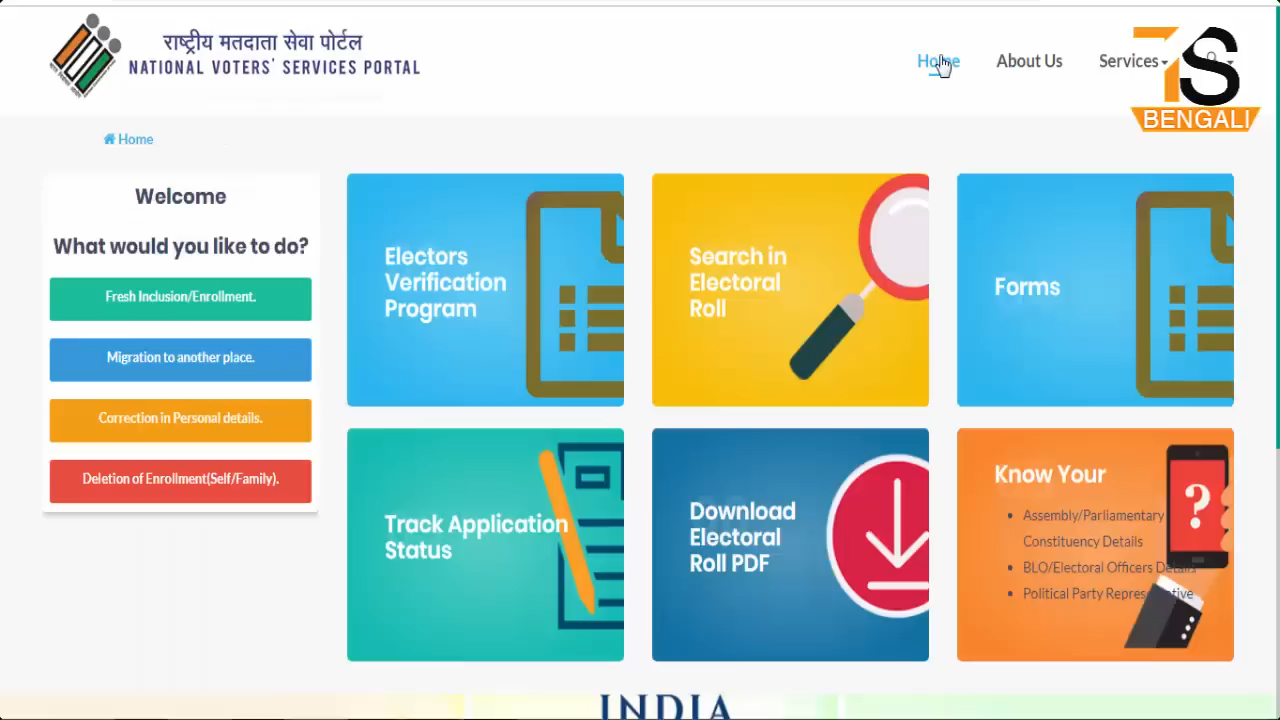 राष्ट्रीय मतदाता सेवा पोर्टल
NATIONAL VOTERS' SERVICES PORTAL
Home
About Us
Services
7S
BENGALI
Home
Welcome
What would you like to do?
Fresh Inclusion/Enrollment.
Migration to another place.
Correction in Personal details.
Deletion of Enrollment(Self/Family).
Electors
Verification
Program
Search in
Electoral
Roll
Forms
Track Application
Status
Download
Electoral
Roll PDF
Know Your
Assembly/Parliamentary
Constituency Details
BLO/Electoral Officers Details
Political Party Representative
?
INDIA